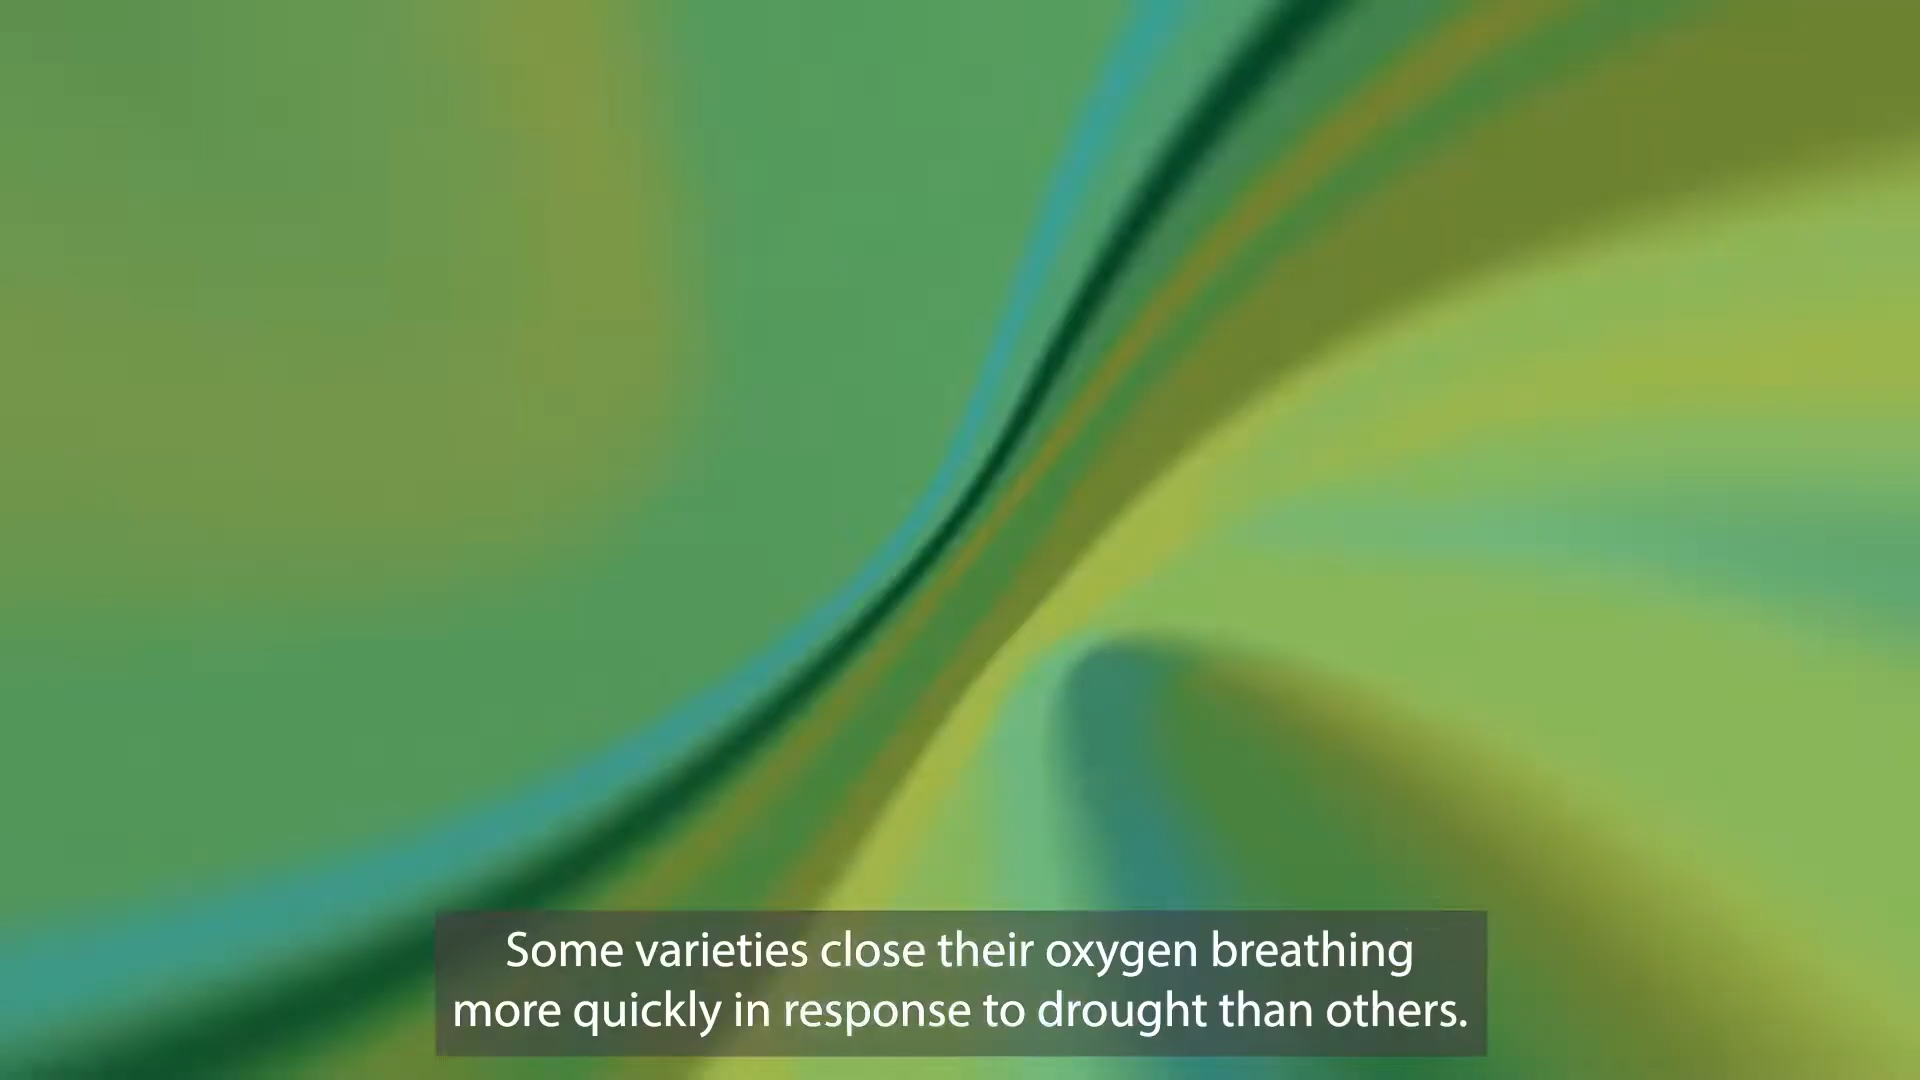 Some varieties close their oxygen breathing
more quickly in response to drought than others.